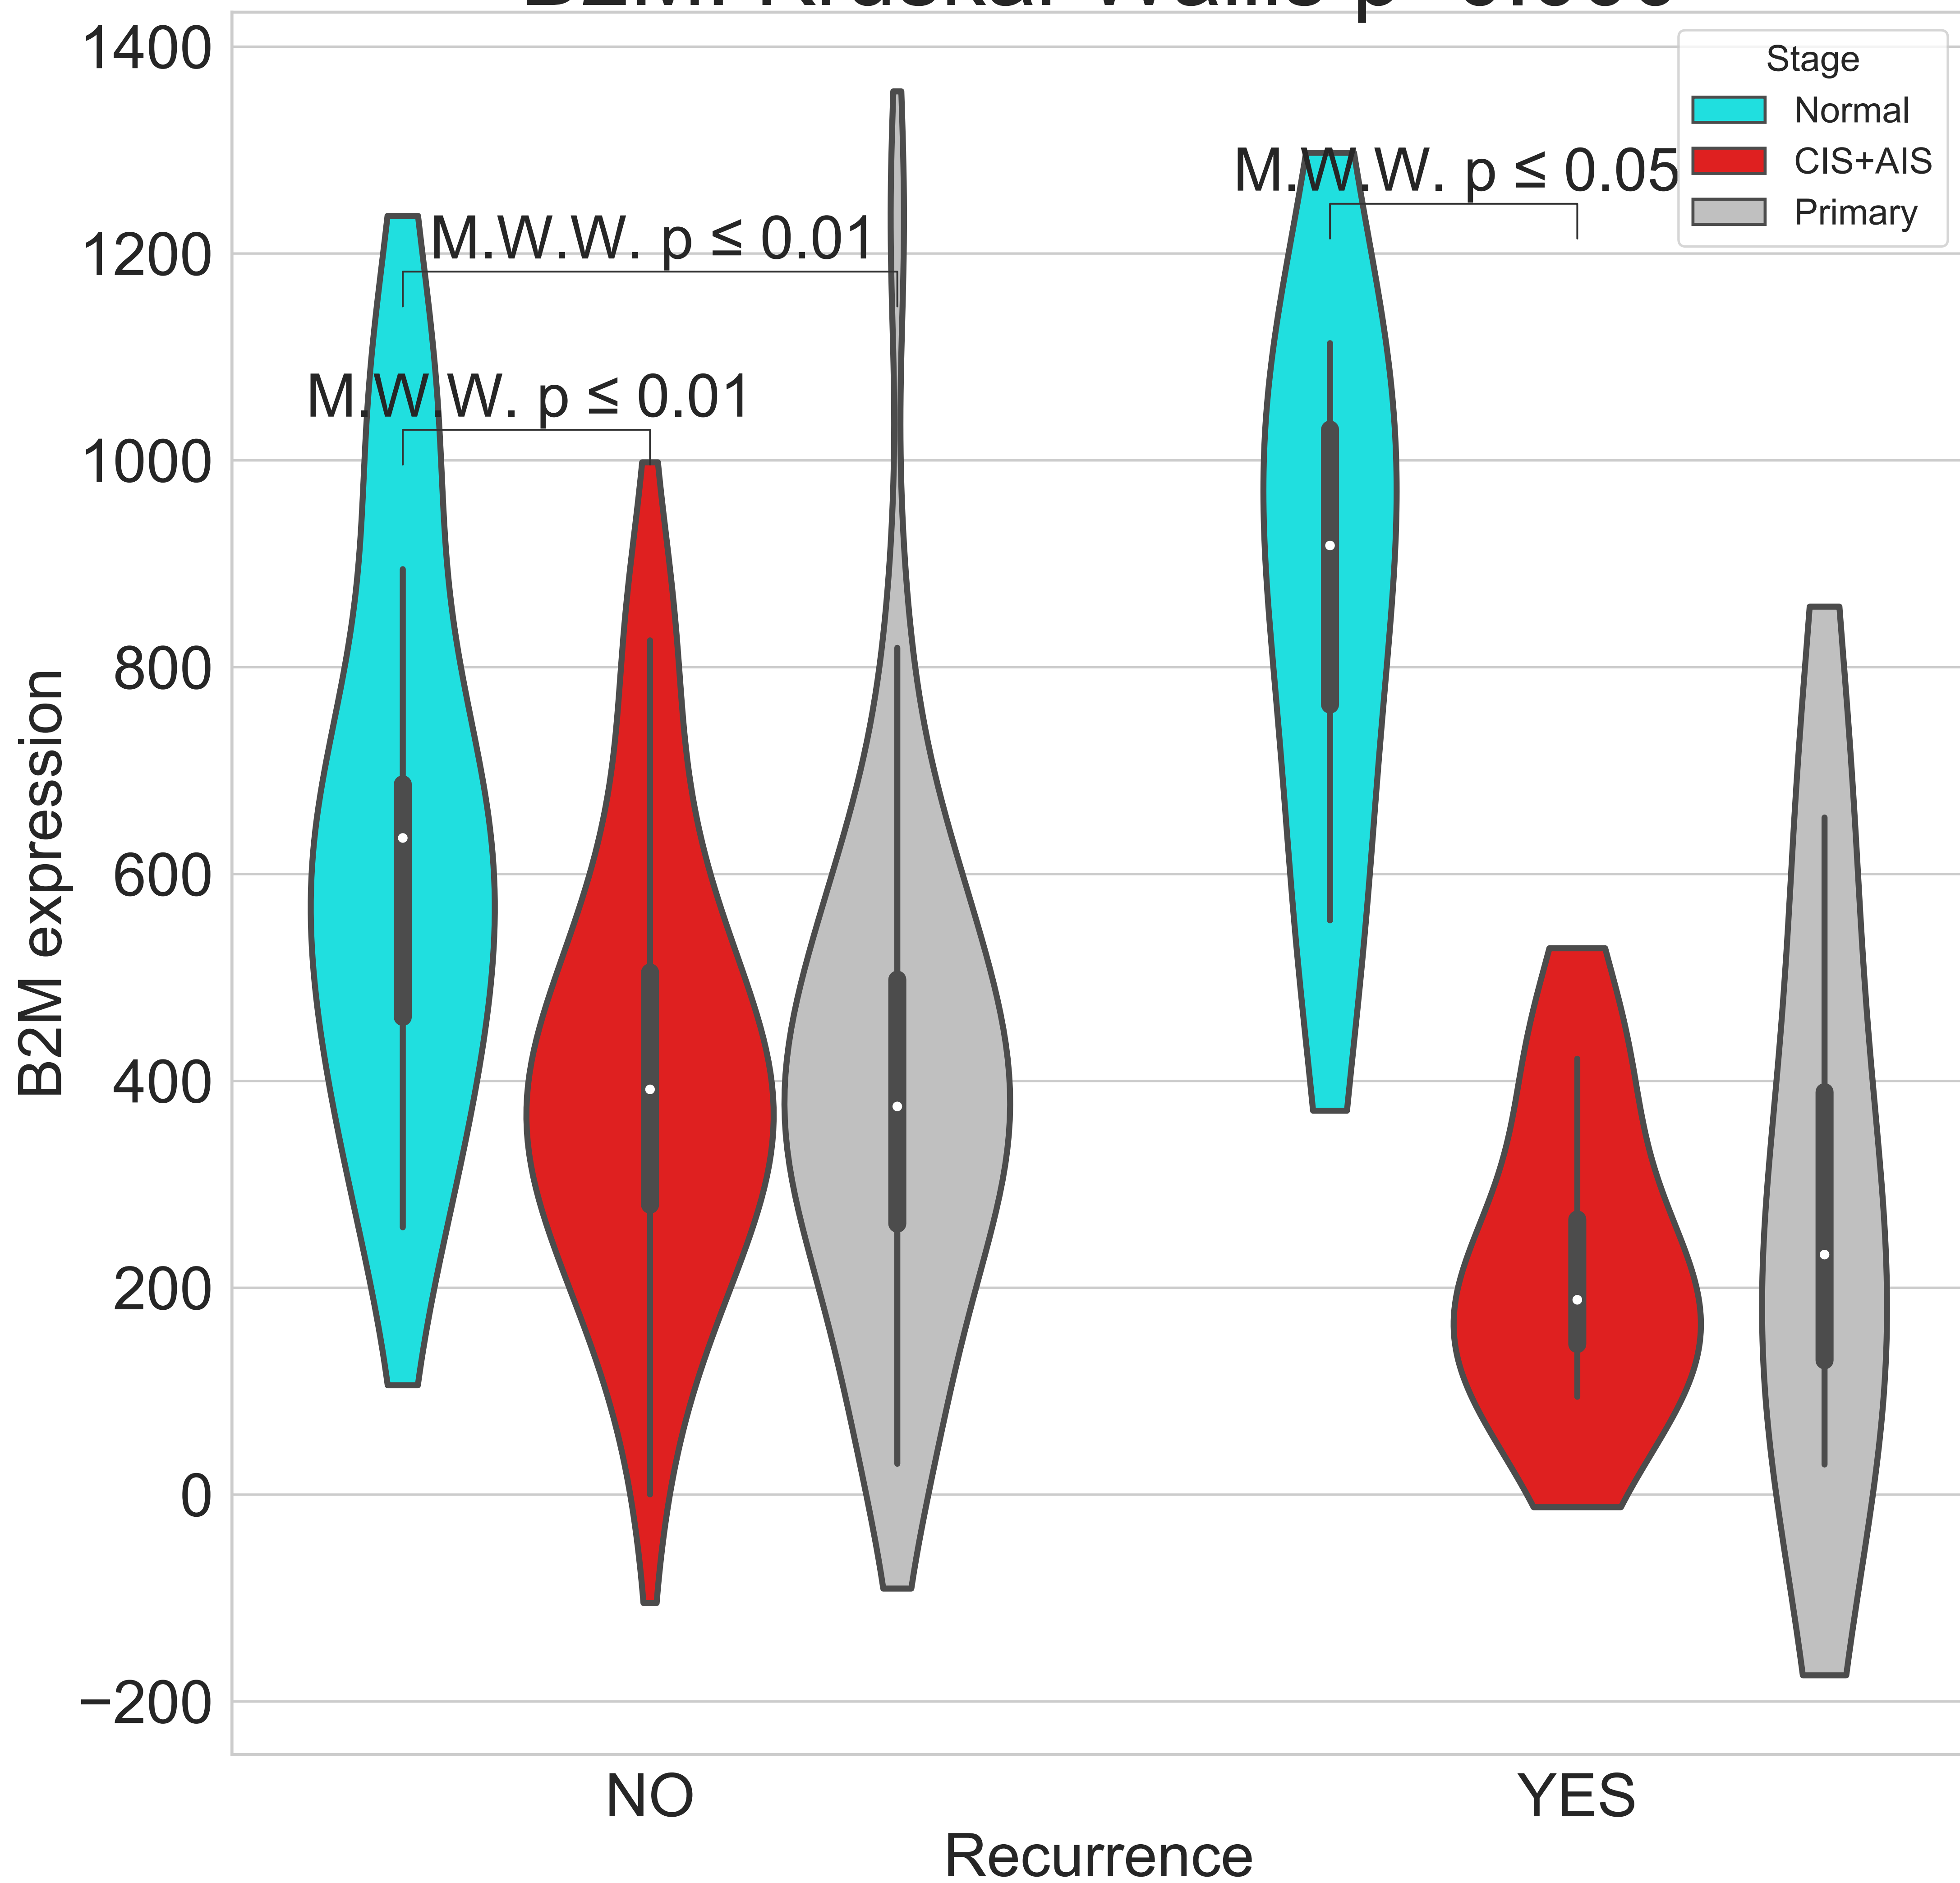 Stage
Normal
CIS+AIS
Primary
M.W.W. p ≤ 0.05
M.W.W. p ≤ 0.01
M.W.W. p ≤ 0.01
1400
1200
1000
800
600
400
200
0
−200
B2M expression
NO
YES
Recurrence